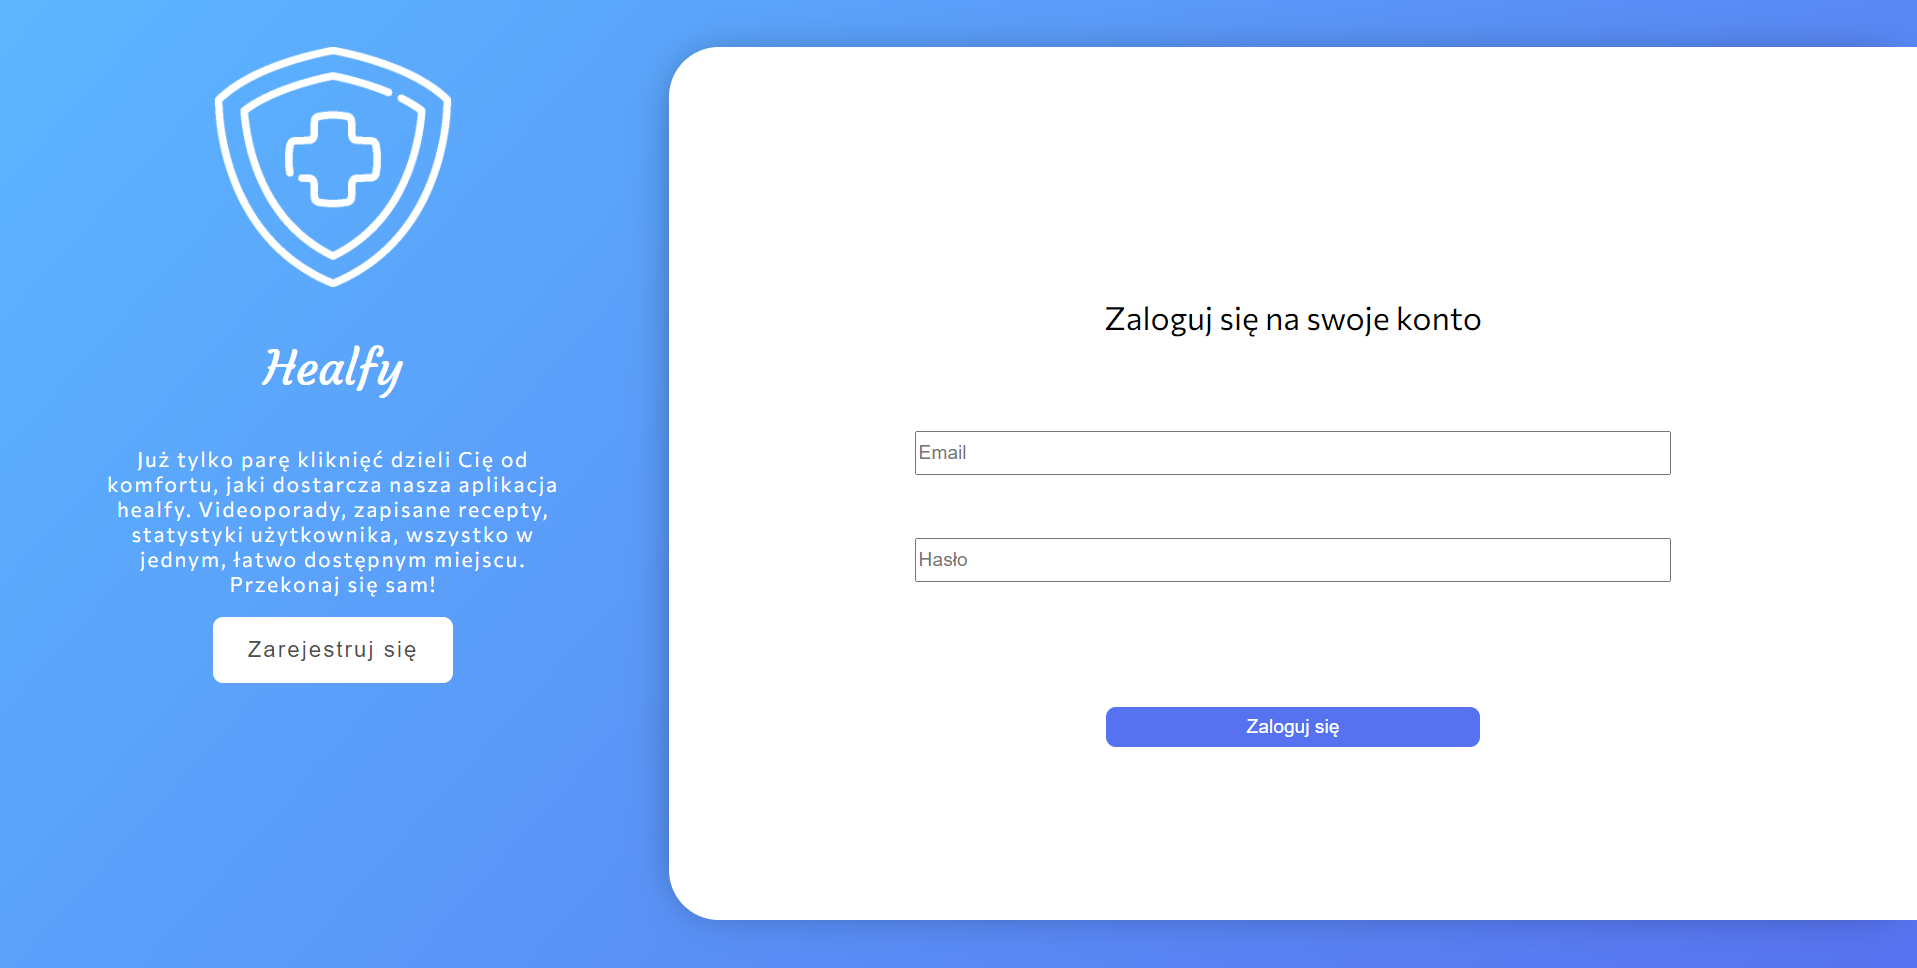 Healfy
Już tylko parę kliknięć dzieli Cię od
komfortu, jaki dostarcza nasza aplikacja
healfy. Videoporady, zapisane recepty,
statystyki użytkownika, wszystko w
jednym, łatwo dostępnym miejscu.
Przekonaj się sam!
Zarejestruj się
Zaloguj się na swoje konto
Email
Hasło
Zaloguj się